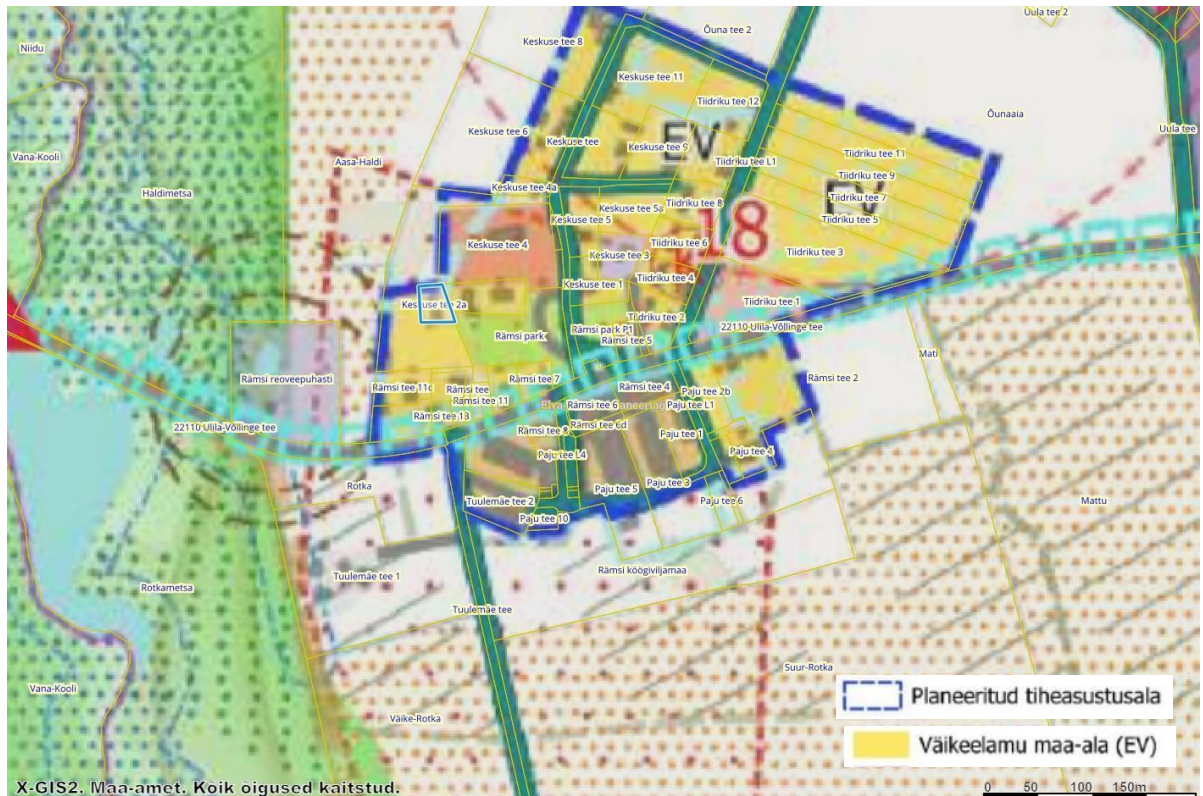 Uula tee 2
Õuna tee 2
Keskuse tee 8
Niidu
Keskuse tee 11
Tiidriku tee 12
Õunaaia
Uula tee
Keskuse tee 6
Keskuse tee
EV
Keskuse tee 9
Vana-Kooli
Aasa-Haldi
Tiidriku tee L1
Tiidriku tee 11
Tiidriku tee 9
Haldimetsa
Keskuse tee 4a
EV
Tiidriku tee 7
Keskuse tee 5a
Tiidriku tee 8
Keskuse tee 5
Tiidriku tee 5
18
Keskuse tee 4
Tiidriku tee 6
Keskuse tee 3
Tiidriku tee 3
Tiidriku tee 4
Keskuse tee 1
Keskuse tee 2a
Tiidriku tee 1
Tiidriku tee 2
22110 Ulila-Võllinge tee
Rämsi park
Rämsi park P1
Rämsi tee 5
Mati
Rämsi reoveepuhasti
Rämsi tee 7
Rämsi tee 2
Rämsi tee 11c
Rämsi tee
Rämsi tee 4
Paju tee 2b
Rämsi tee 11
Rämsi tee 6
Paju tee L1
Rämsi tee 13
22110 Ulila-Võllinge tee
Rämsi tee 8
Rämsi tee 6d
Paju tee 1
Paju tee L4
Paju tee 4
Rotka
Paju tee 5
Paju tee 3
Tuulemäe tee 2
Paju tee 6
Mattu
Paju tee 10
Rämsi köögiviljamaa
Tuulemäe tee 1
Rotkametsa
Tuulemäe tee
Suur-Rotka
Vana-Kooli
Planeeritud tiheasustusala
Väike-Rotka
Väikeelamu maa-ala (EV)
X-GIS2. Maa-amet. Kõik õigused kaitstud.
0 50 100 150m